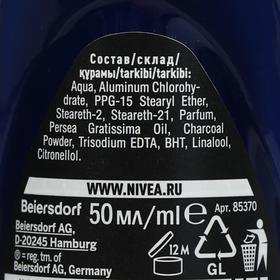 Состав/склад/
құрамы/tarkibi/tarkibi:
Aqua, Aluminum Chlorohy-
drate, PPG-15 Stearyl Ether,
Steareth-2, Steareth-21, Parfum,
Persea Gratissima Oil, Charcoal
Powder, Trisodium EDTA, BHT, Linalool,
Citronellol.
WWW.NIVEA.RU
Beiersdorf 50 МЛ/ml e Art. 85370
Beiersdorf AG,
D-20245 Hamburg
® = reg. tm. of
Beiersdorf AG, Germany
12 M
GL